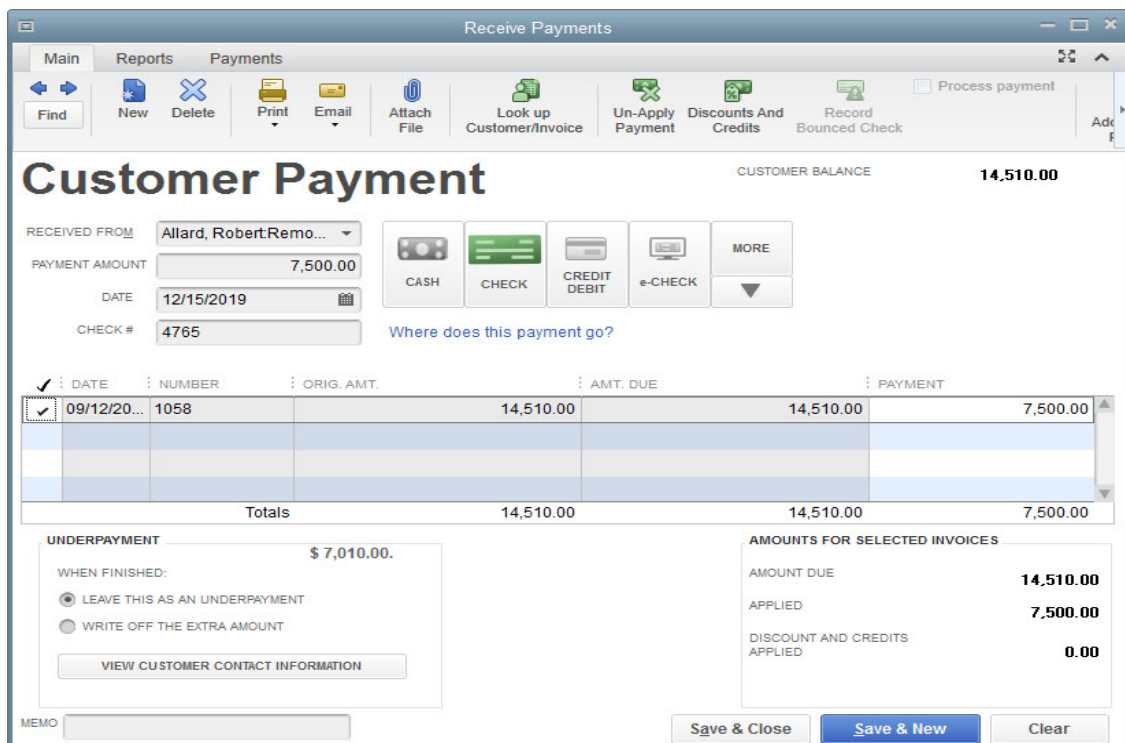 Receive Payments
Main Reports Payments
Find New Delete Print Email Attach File Look up Customer/Invoice Un-Apply Payment Discounts And Credits Record Bounced Check Process payment
Customer Payment
CUSTOMER BALANCE 14,510.00
RECEIVED FROM Allard, Robert:Remo...
PAYMENT AMOUNT 7,500.00
DATE 12/15/2019
CHECK # 4765
CASH CHECK CREDIT DEBIT e-CHECK MORE
Where does this payment go?
DATE NUMBER ORIG. AMT. AMT. DUE PAYMENT
09/12/20... 1058 14,510.00 14,510.00 7,500.00
Totals 14,510.00 14,510.00 7,500.00
UNDERPAYMENT
$ 7,010.00.
WHEN FINISHED:
LEAVE THIS AS AN UNDERPAYMENT
WRITE OFF THE EXTRA AMOUNT
VIEW CUSTOMER CONTACT INFORMATION
AMOUNTS FOR SELECTED INVOICES
AMOUNT DUE 14,510.00
APPLIED 7,500.00
DISCOUNT AND CREDITS
APPLIED 0.00
MEMO
Save & Close Save & New Clear